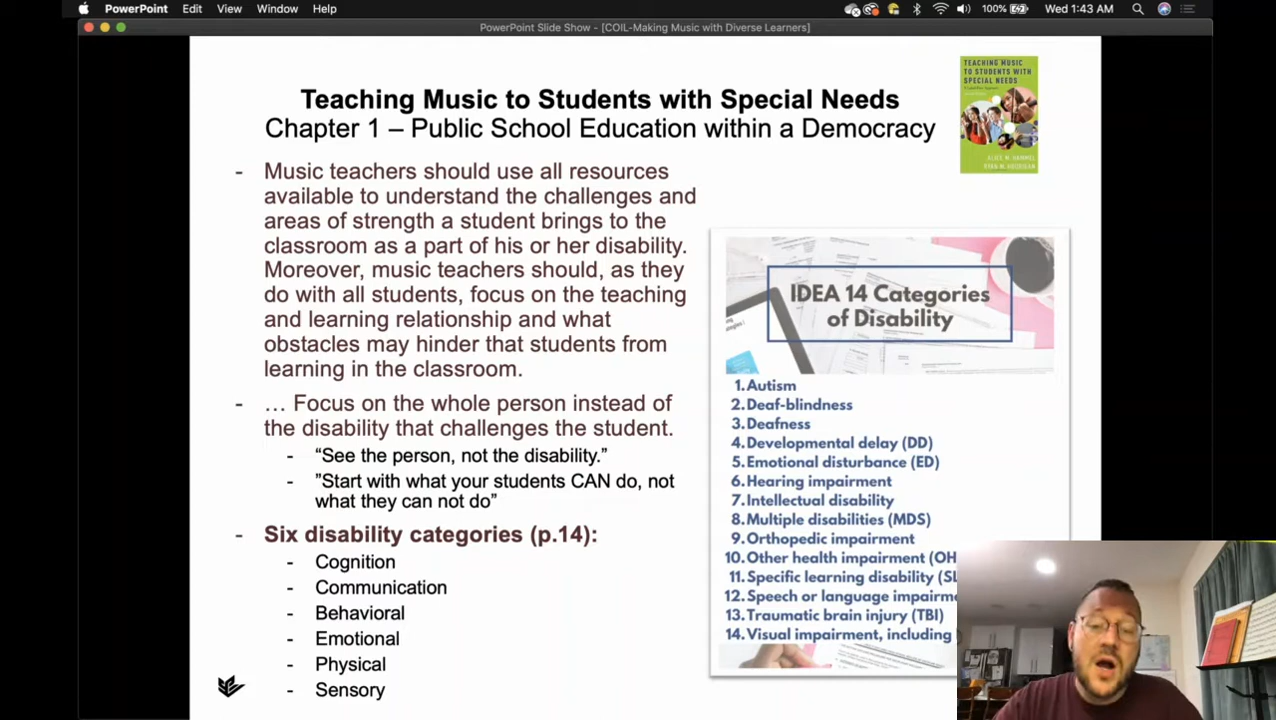 PowerPoint Edit View Window Help 100% Wed 1:43 AM
PowerPoint Slide Show - [COIL-Making Music with Diverse Learners]
Teaching Music to Students with Special Needs
Chapter 1 – Public School Education within a Democracy
TEACHING MUSIC
TO STUDENTS WITH
SPECIAL NEEDS
ALICE M. HAMMEL
RYAN M. HOURIGAN
- Music teachers should use all resources
available to understand the challenges and
areas of strength a student brings to the
classroom as a part of his or her disability.
Moreover, music teachers should, as they
do with all students, focus on the teaching
and learning relationship and what
obstacles may hinder that students from
learning in the classroom.
- … Focus on the whole person instead of
the disability that challenges the student.
- “See the person, not the disability.”
- ”Start with what your students CAN do, not
what they can not do”
- Six disability categories (p.14):
- Cognition
- Communication
- Behavioral
- Emotional
- Physical
- Sensory
IDEA 14 Categories
of Disability
1. Autism
2. Deaf-blindness
3. Deafness
4. Developmental delay (DD)
5. Emotional disturbance (ED)
6. Hearing impairment
7. Intellectual disability
8. Multiple disabilities (MDS)
9. Orthopedic impairment
10. Other health impairment (OH
11. Specific learning disability (SL
12. Speech or language impairme
13. Traumatic brain injury (TBI)
14. Visual impairment, including